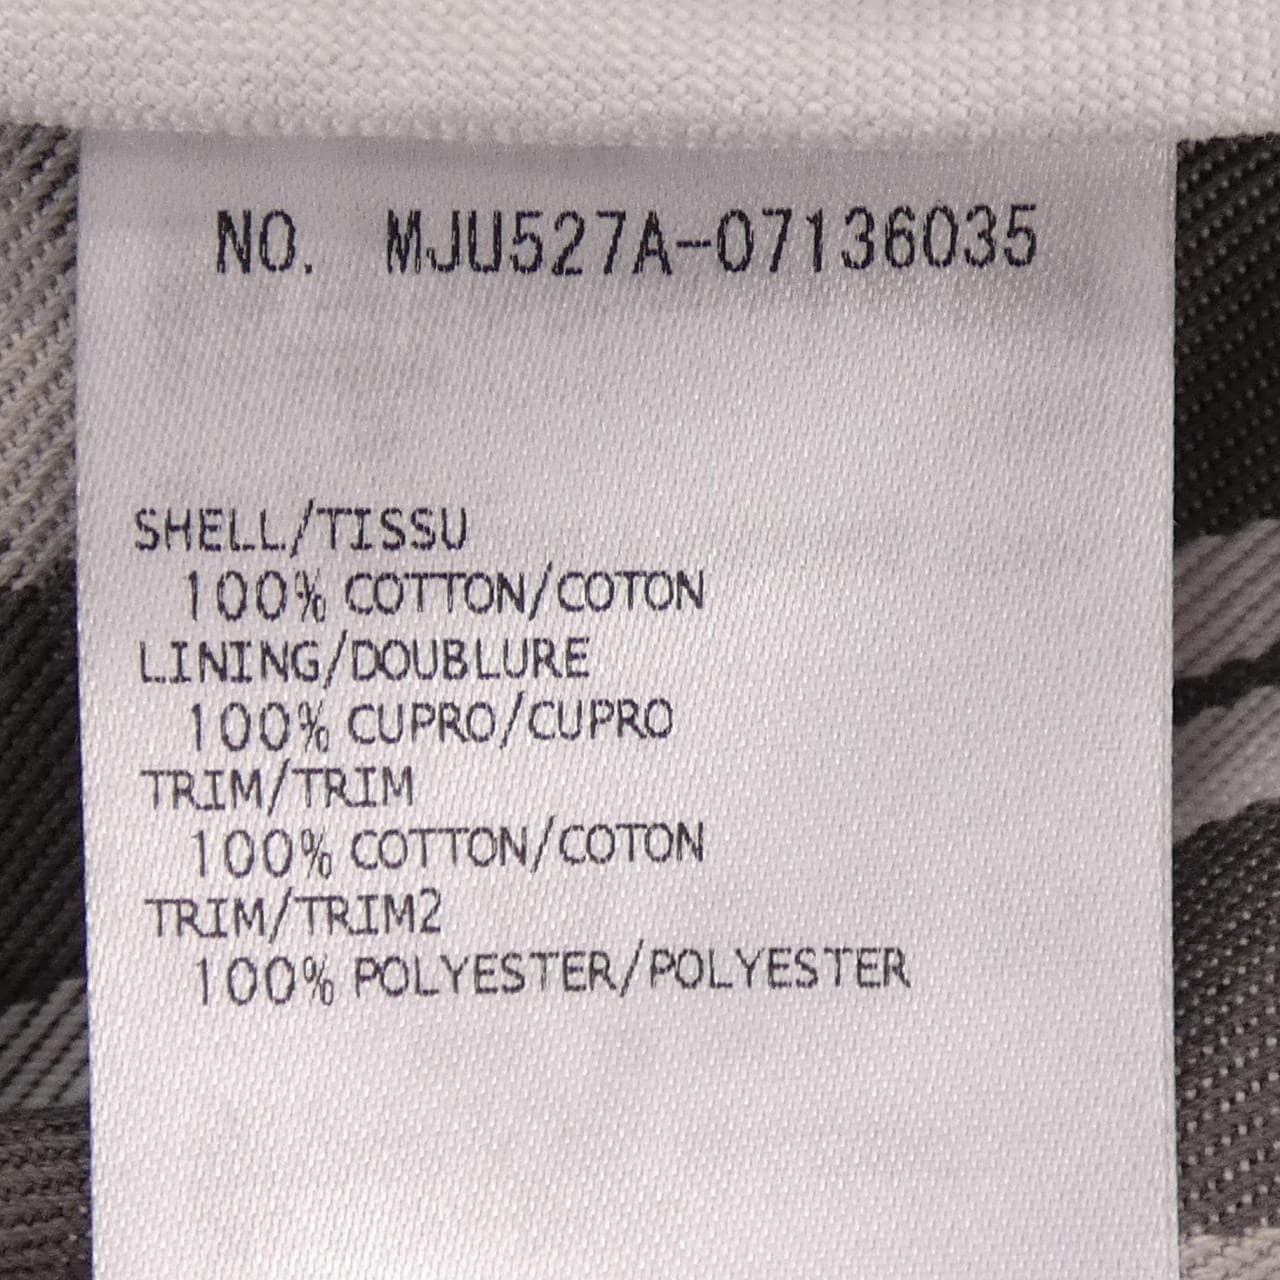 NO. MJU527A-07136035
SHELL/TISSU
100% COTTON/COTON
LINING/DOUBLURE
100% CUPRO/CUPRO
TRIM/TRIM
100% COTTON/COTON
TRIM/TRIM2
100% POLYESTER/POLYESTER